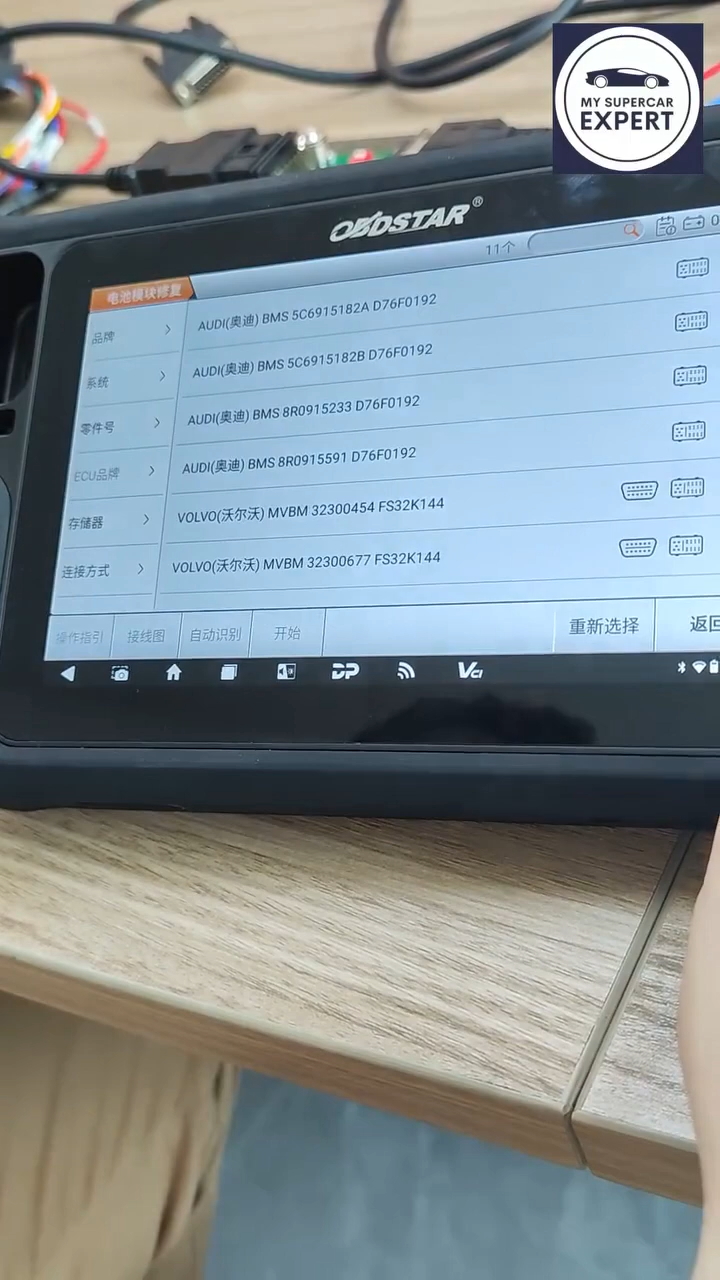 MY SUPERCAR
EXPERT
OBDSTAR®
11个
电池模块修复
品牌
AUDI(奥迪) BMS 5C6915182A D76F0192
系统
AUDI(奥迪) BMS 5C6915182B D76F0192
零件号
AUDI(奥迪) BMS 8R0915233 D76F0192
ECU品牌
AUDI(奥迪) BMS 8R0915591 D76F0192
存储器
VOLVO(沃尔沃) MVBM 32300454 FS32K144
连接方式
VOLVO(沃尔沃) MVBM 32300677 FS32K144
操作指引 接线图 自动识别 开始 重新选择 返回
DP VCI